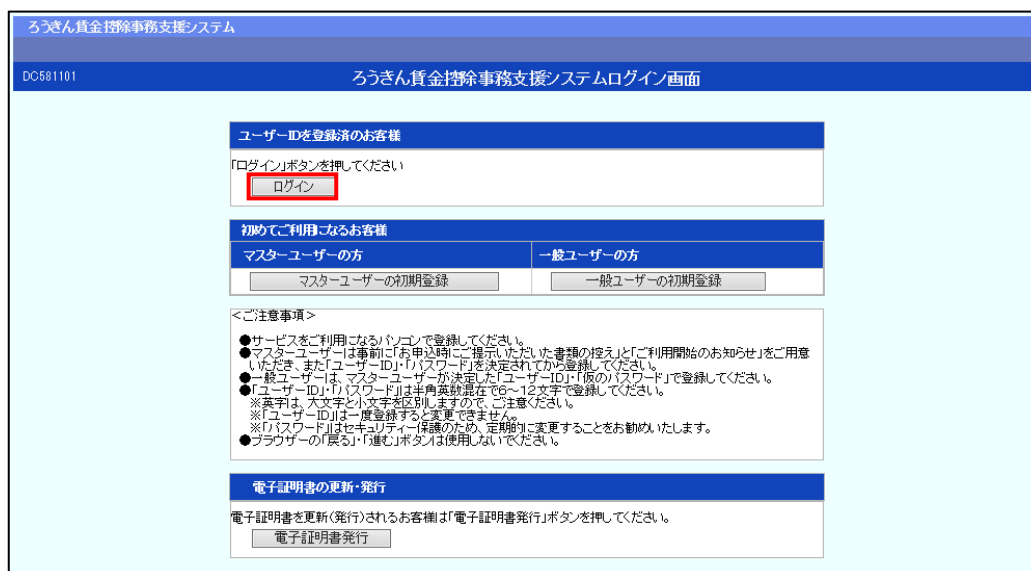 ろうきん賃金控除事務支援システム
DC581101
ろうきん賃金控除事務支援システムログイン画面
ユーザーIDを登録済のお客様
「ログイン」ボタンを押してください
ログイン
初めてご利用になるお客様
マスターユーザーの方
一般ユーザーの方
マスターユーザーの初期登録
一般ユーザーの初期登録
<ご注意事項>
●サービスをご利用になるパソコンで登録してください。
●マスターユーザーは事前に「お申込時にご提示いただいた書類の控え」と「ご利用開始のお知らせ」をご用意
いただき、また「ユーザーID」・「パスワード」を決定されてから登録してください。
●一般ユーザーは、マスターユーザーが決定した「ユーザーID」・「仮のパスワード」で登録してください。
●「ユーザーID」・「パスワード」は半角英数混在で6~12文字で登録してください。
※英字は、大文字と小文字を区別しますので、ご注意ください。
※「ユーザーID」は一度登録すると変更できません。
※「パスワード」はセキュリティー保護のため、定期的に変更することをお勧めいたします。
●ブラウザーの「戻る」・「進む」ボタンは使用しないでください。
電子証明書の更新・発行
電子証明書を更新(発行)されるお客様は「電子証明書発行」ボタンを押してください。
電子証明書発行